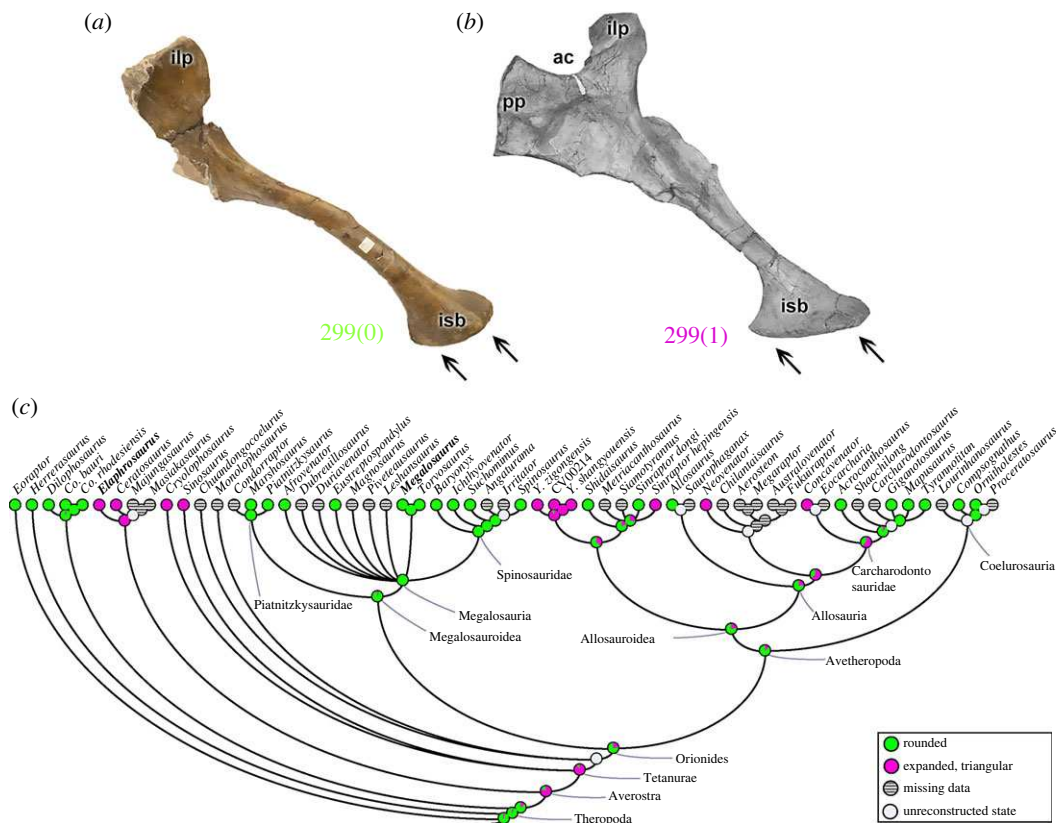 (a)
(b)
ilp
ilp
ac
pp
isb
isb
299(0)
299(1)
(c)
Eoraptor
Herrerasaurus
Dilophosaurus
Co. bauri
Co. rhodesiensis
Elaphrosaurus
Ceratosaurus
Majungasaurus
Masiakasaurus
Cryolophosaurus
Sinosaurus
Chuandongocoelurus
Monolophosaurus
Condorraptor
Marshosaurus
Piatnitzkysaurus
Afrovenator
Dubreuillosaurus
Duriavenator
Eustreptospondylus
Magnosaurus
Piveteausaurus
Leshansaurus
Megalosaurus
Torvosaurus
Baryonyx
Ichthyovenator
Suchomimus
Angaturama
Irritator
Spinosaurus
Y. zigongensis
CV00214
Y. shangyouensis
Shidaisaurus
Metriacanthosaurus
Siamotyrannus
Sinraptor dongi
Sinraptor hepingensis
Allosaurus
Saurophaganax
Neovenator
Chilantaisaurus
Aerosteon
Megaraptor
Australovenator
Fukuiraptor
Concavenator
Eocarcharia
Acrocanthosaurus
Shaochilong
Carcharodontosaurus
Giganotosaurus
Mapusaurus
Tyrannotitan
Lourinhanosaurus
Compsognathus
Ornitholestes
Proceratosaurus
Spinosauridae
Carcharodonto
sauridae
Coelurosauria
Piatnitzkysauridae
Megalosauria
Allosauria
Megalosauroidea
Allosauroidea
Avetheropoda
Orionides
Tetanurae
Averostra
Theropoda
rounded
expanded, triangular
missing data
unreconstructed state